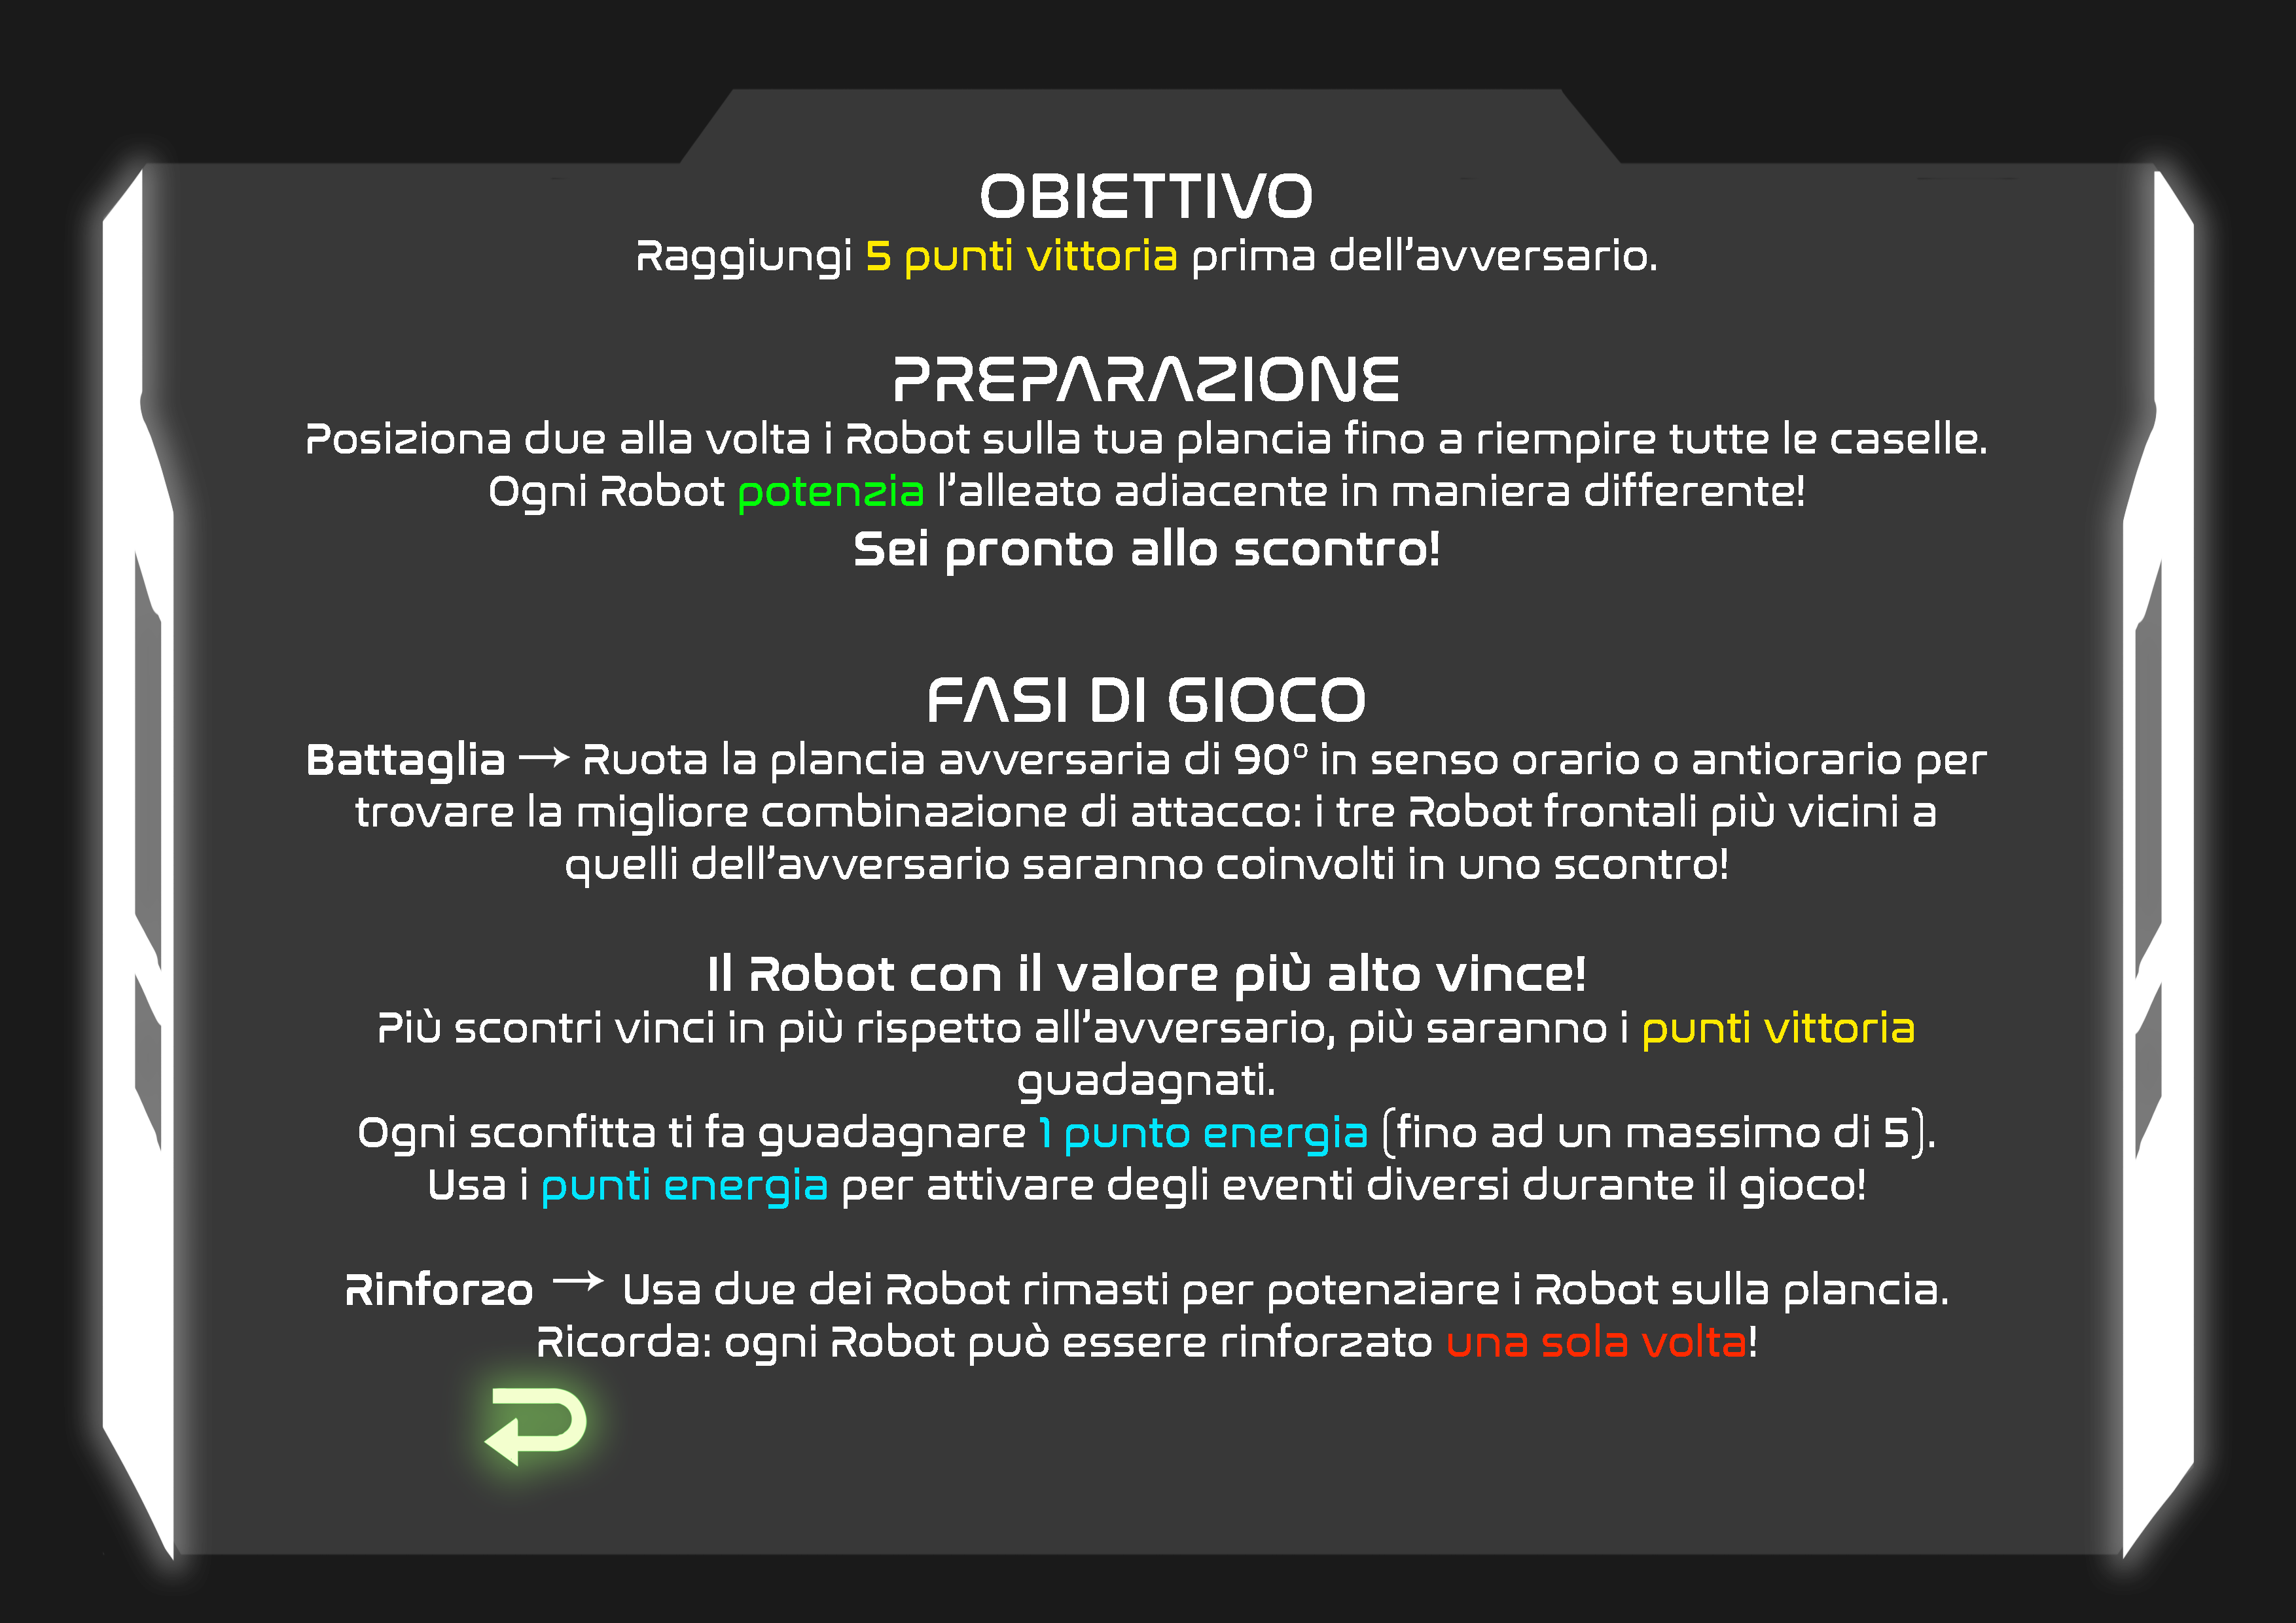 OBIETTIVO
Raggiungi 5 punti vittoria prima dell'avversario.
PREPARAZIONE
Posiziona due alla volta i Robot sulla tua plancia fino a riempire tutte le caselle.
Ogni Robot potenzia l'alleato adiacente in maniera differente!
Sei pronto allo scontro!
FASI DI GIOCO
Battaglia → Ruota la plancia avversaria di 90º in senso orario o antiorario per
trovare la migliore combinazione di attacco: i tre Robot frontali più vicini a
quelli dell'avversario saranno coinvolti in uno scontro!
Il Robot con il valore più alto vince!
Più scontri vinci in più rispetto all'avversario, più saranno i punti vittoria
guadagnati.
Ogni sconfitta ti fa guadagnare 1 punto energia (fino ad un massimo di 5).
Usa i punti energia per attivare degli eventi diversi durante il gioco!
Rinforzo → Usa due dei Robot rimasti per potenziare i Robot sulla plancia.
Ricorda: ogni Robot può essere rinforzato una sola volta!